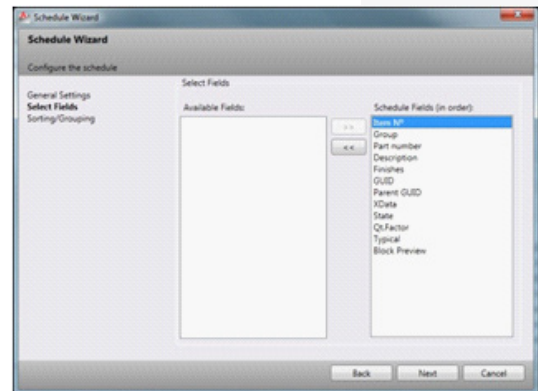 Schedule Wizard
Schedule Wizard
Configure the schedule
General Settings
Select Fields
Sorting/Grouping
Select Fields
Available Fields:
>>
<<
Schedule Fields (in order):
Item Nº
Group
Part number
Description
Finishes
GUID
Parent GUID
XData
State
Qt.Factor
Typical
Block Preview
Back
Next
Cancel